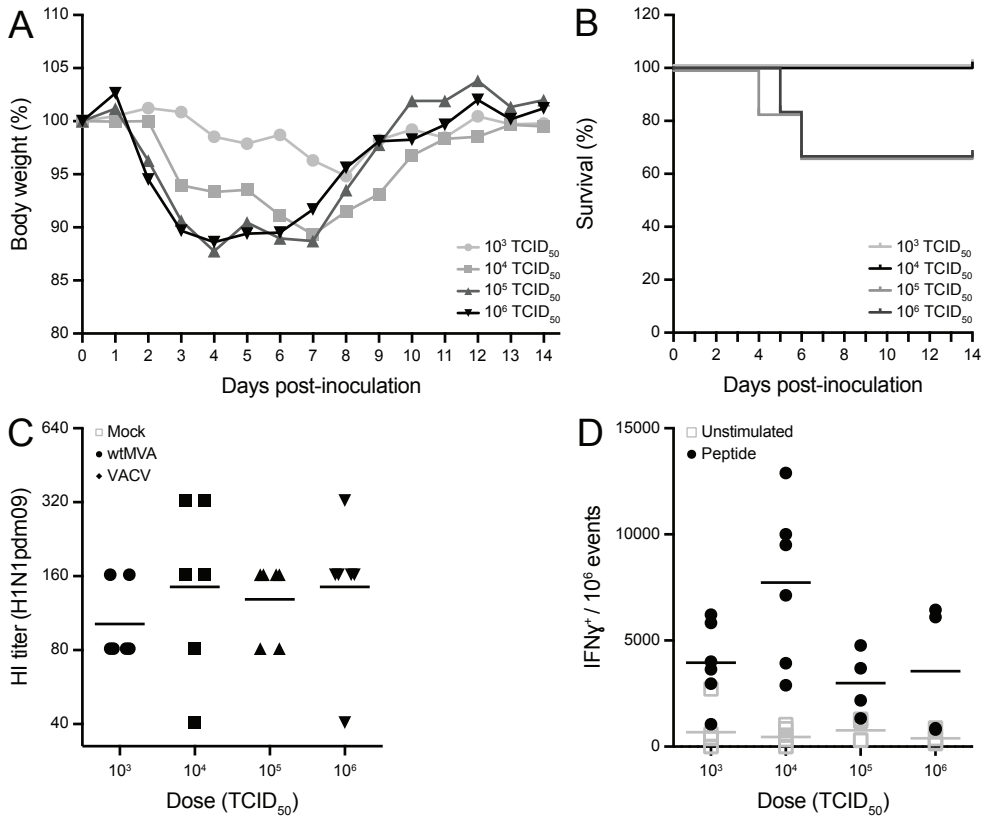 A
Body weight (%)
100
105
100
95
90
85
80
0 1 2 3 4 5 6 7 8 9 10 11 12 13 14
Days post-inoculation
10³ TCID₅₀
10⁴ TCID₅₀
10⁵ TCID₅₀
10⁶ TCID₅₀
B
Survival (%)
120
100
80
60
40
20
0
0 2 4 6 8 10 12 14
Days post-inoculation
10³ TCID₅₀
10⁴ TCID₅₀
10⁵ TCID₅₀
10⁶ TCID₅₀
C
HI titer (H1N1pdm09)
640
320
160
80
40
Mock
wtMVA
VACV
10³ 10⁴ 10⁵ 10⁶
Dose (TCID₅₀)
D
IFNγ⁺ / 10⁶ events
15000
10000
5000
0
Unstimulated
Peptide
10³ 10⁴ 10⁵ 10⁶
Dose (TCID₅₀)